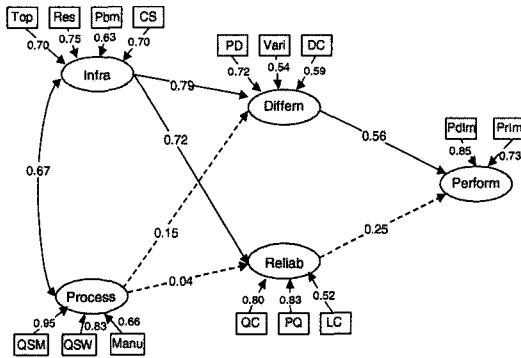 Top Res Pbm CS
0.70 0.75 0.63 0.70
Infra
PD Vari DC
0.72 0.54 0.59
Differn
0.79
0.72
0.56
Pdlm Prlm
0.85 0.73
Perform
0.67
0.15
0.25
0.04
Reliab
0.80 0.83 0.52
QC PQ LC
Process
0.95 0.83 0.66
QSM QSW Manu